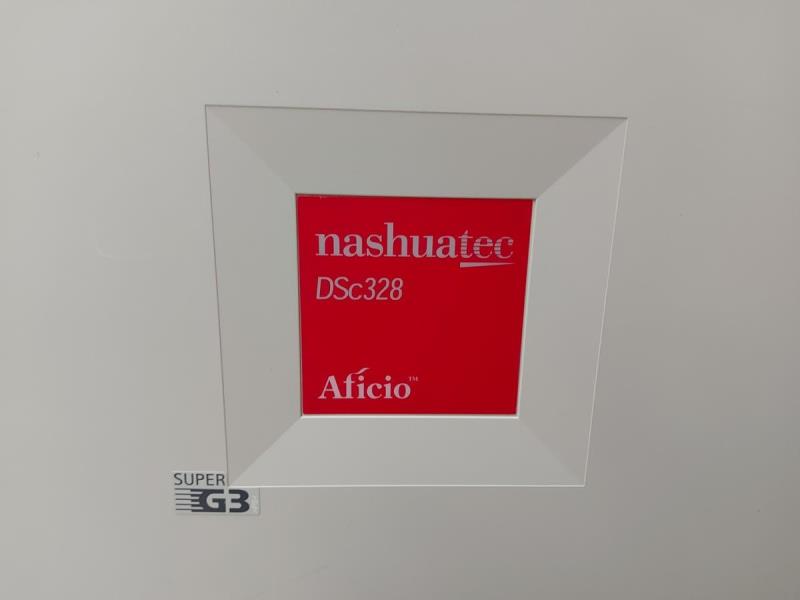 nashuatec
DSc328
Aficio™
SUPER
G3